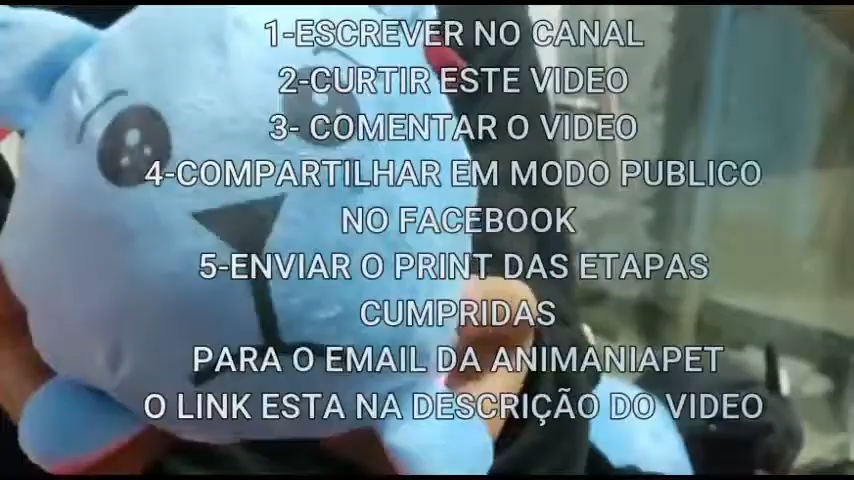 1-ESCREVER NO CANAL
2-CURTIR ESTE VIDEO
3- COMENTAR O VIDEO
4-COMPARTILHAR EM MODO PUBLICO
NO FACEBOOK
5-ENVIAR O PRINT DAS ETAPAS
CUMPRIDAS
PARA O EMAIL DA ANIMANIAPET
O LINK ESTA NA DESCRIÇÃO DO VIDEO